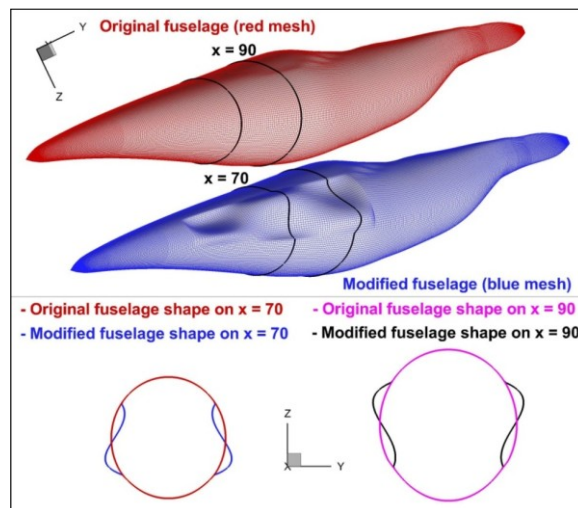 Y
Z
Original fuselage (red mesh)
x = 90
x = 70
Modified fuselage (blue mesh)
- Original fuselage shape on x = 70
- Modified fuselage shape on x = 70
- Original fuselage shape on x = 90
- Modified fuselage shape on x = 90
Z
X
Y